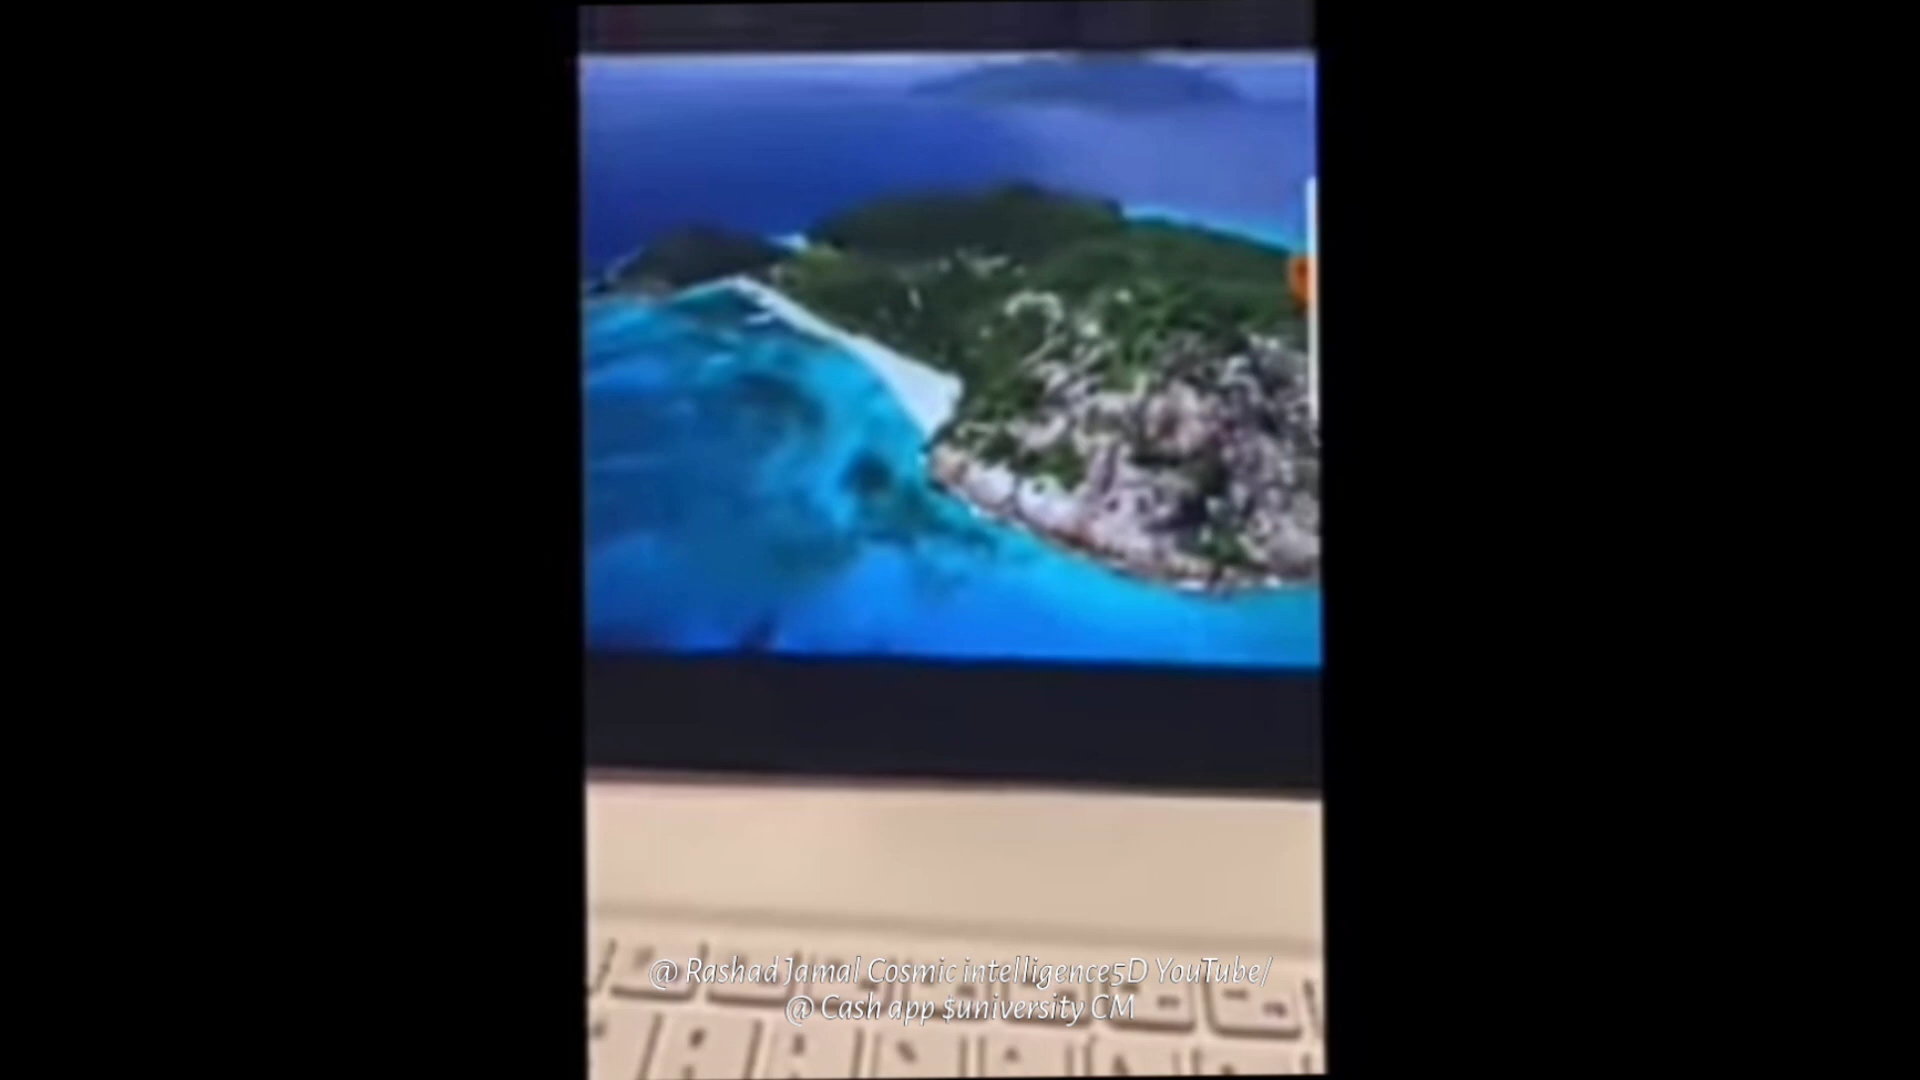 @ Rashad Jamal Cosmic intelligence5D YouTube/
@ Cash app $university CM